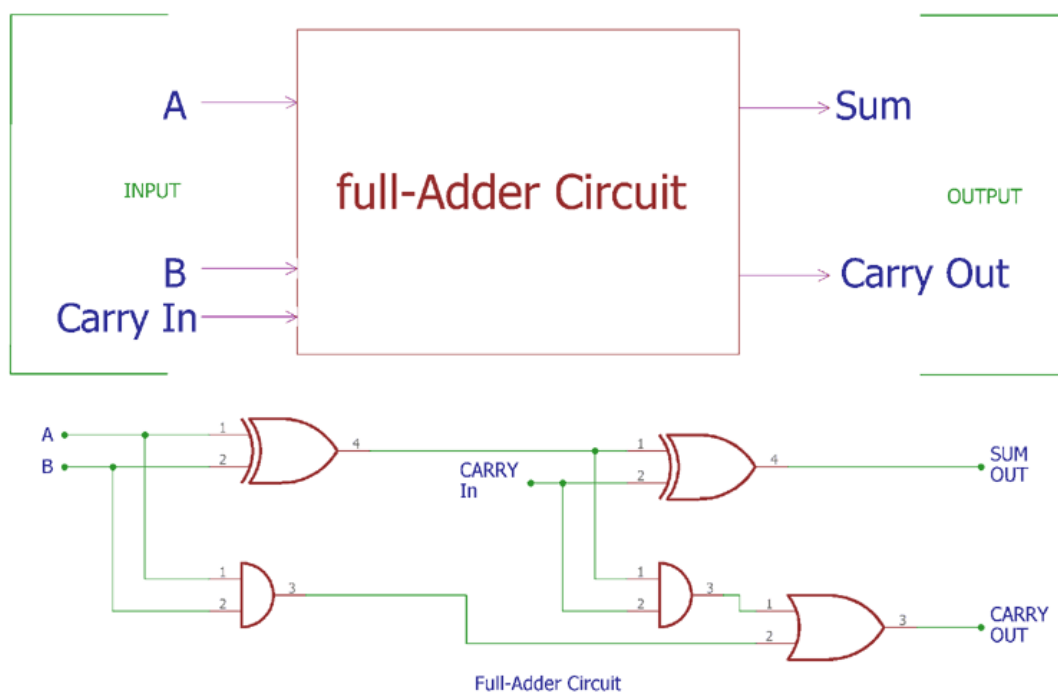 A
Sum
INPUT
full-Adder Circuit
OUTPUT
B
Carry Out
Carry In
A
1
4
B
2
CARRY
In
1
4
2
SUM
OUT
1
3
2
1
3
2
1
3
2
CARRY
OUT
Full-Adder Circuit